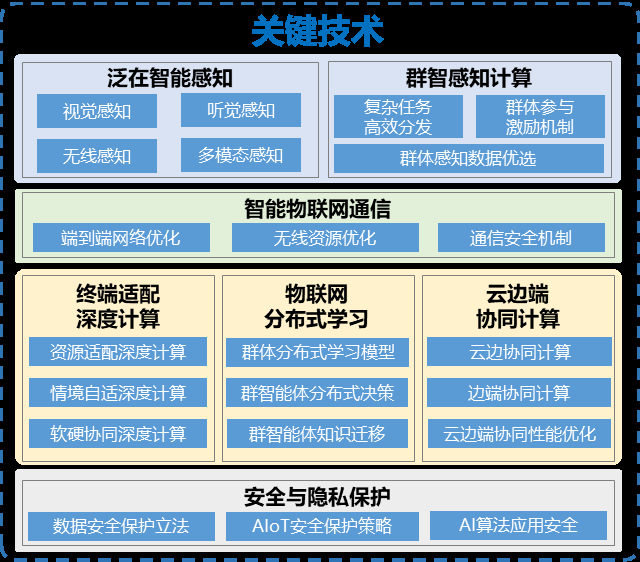 关键技术
泛在智能感知
视觉感知
听觉感知
无线感知
多模态感知
群智感知计算
复杂任务
高效分发
群体参与
激励机制
群体感知数据优选
智能物联网通信
端到端网络优化
无线资源优化
通信安全机制
终端适配
深度计算
资源适配深度计算
情境自适深度计算
软硬协同深度计算
物联网
分布式学习
群体分布式学习模型
群智能体分布式决策
群智能体知识迁移
云边端
协同计算
云边协同计算
边端协同计算
云边端协同性能优化
安全与隐私保护
数据安全保护立法
AIoT安全保护策略
AI算法应用安全